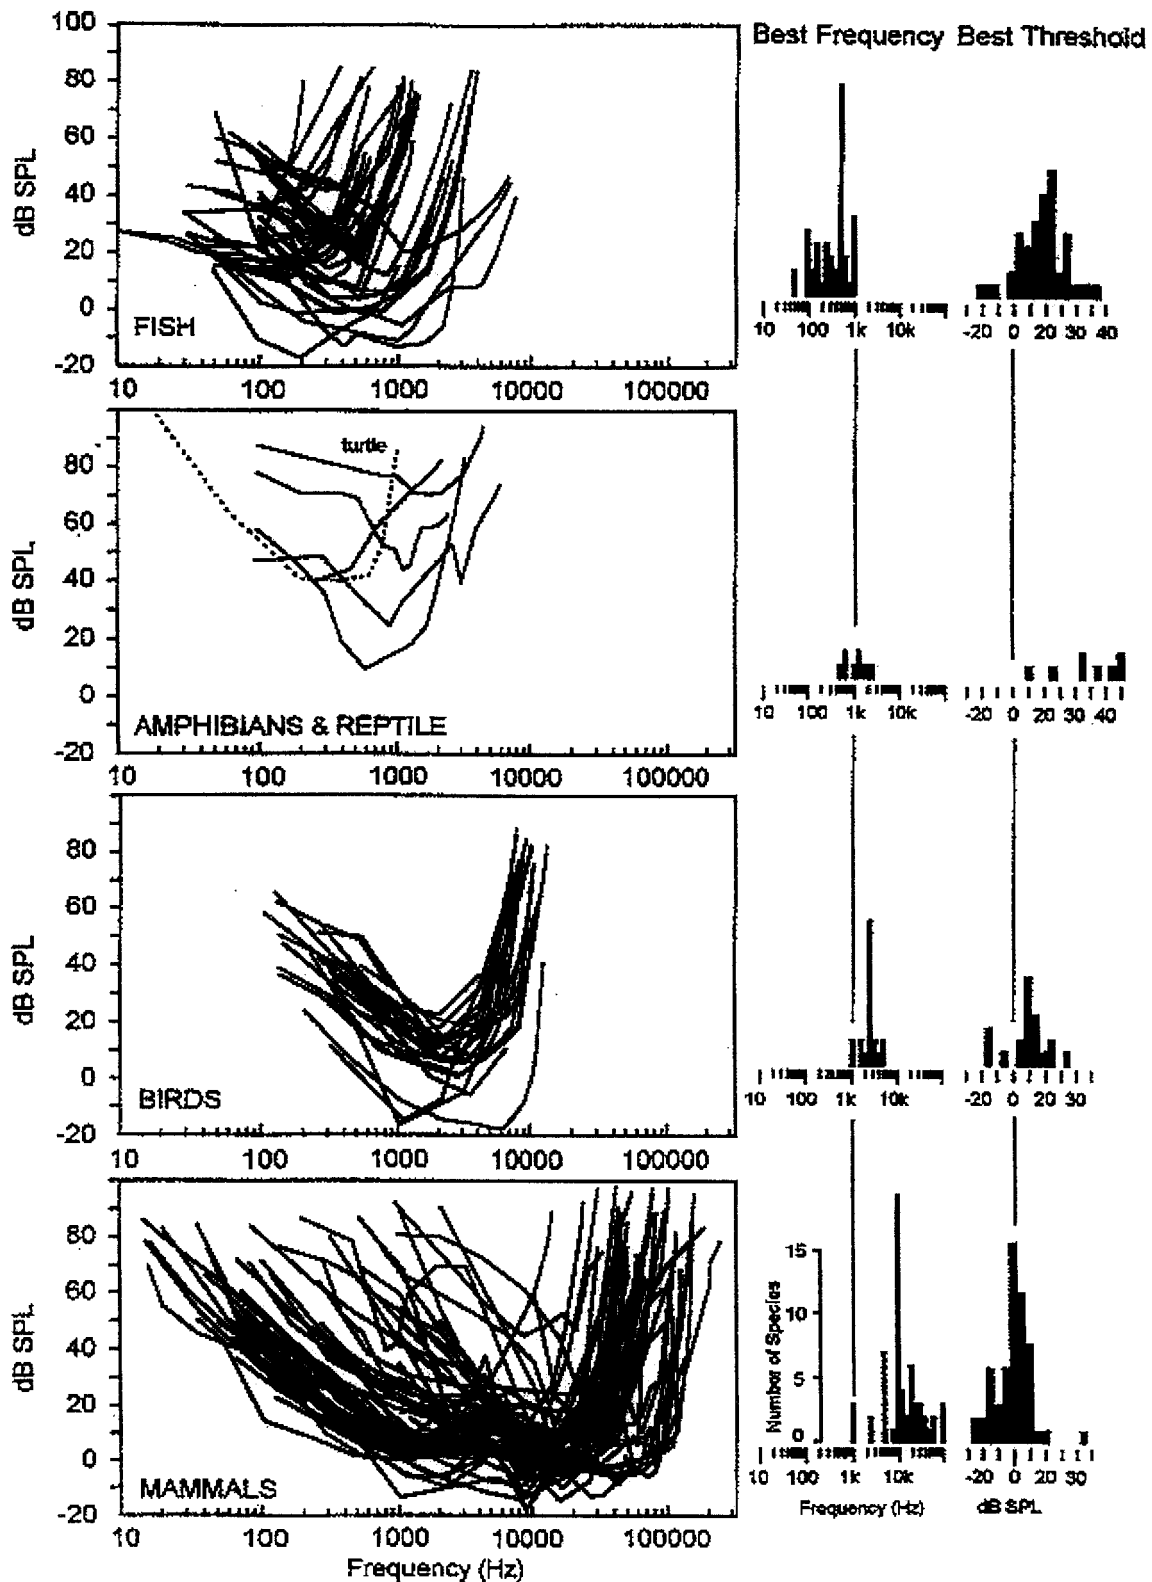 Best Frequency Best Threshold
100
80
60
40
20
0
-20
dB SPL
FISH
10 100 1000 10000 100000
10 100 1k 10k
-20 0 20 30 40
80
60
40
20
0
-20
dB SPL
turtle
AMPHIBIANS & REPTILE
10 100 1000 10000 100000
10 100 1k 10k
-20 0 20 30 40
80
60
40
20
0
-20
dB SPL
BIRDS
10 100 1000 10000 100000
10 100 1k 10k
-20 0 20 30
80
60
40
20
0
-20
dB SPL
MAMMALS
10 100 1000 10000 100000
Frequency (Hz)
15
10
5
0
Number of Species
10 100 1k 10k
Frequency (Hz)
-20 0 20 30
dB SPL